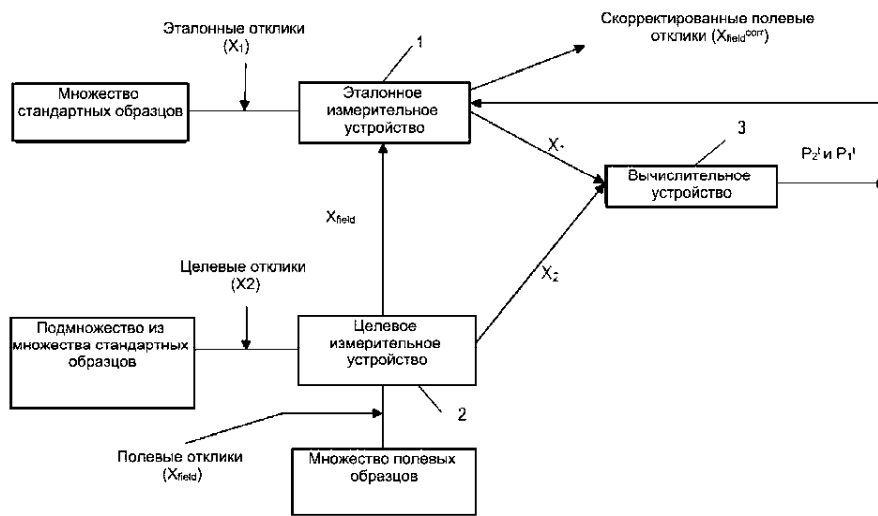 Эталонные отклики
(X₁)
1
Скорректированные полевые
отклики (X_field^corr)
Множество
стандартных образцов
Эталонное
измерительное
устройство
X₁
3
Вычислительное
устройство
P₂ᵗ и P₁ᵗ
X_field
Целевые отклики
(X2)
X₂
Подмножество из
множества стандартных
образцов
Целевое
измерительное
устройство
2
Полевые отклики
(X_field)
Множество полевых
образцов